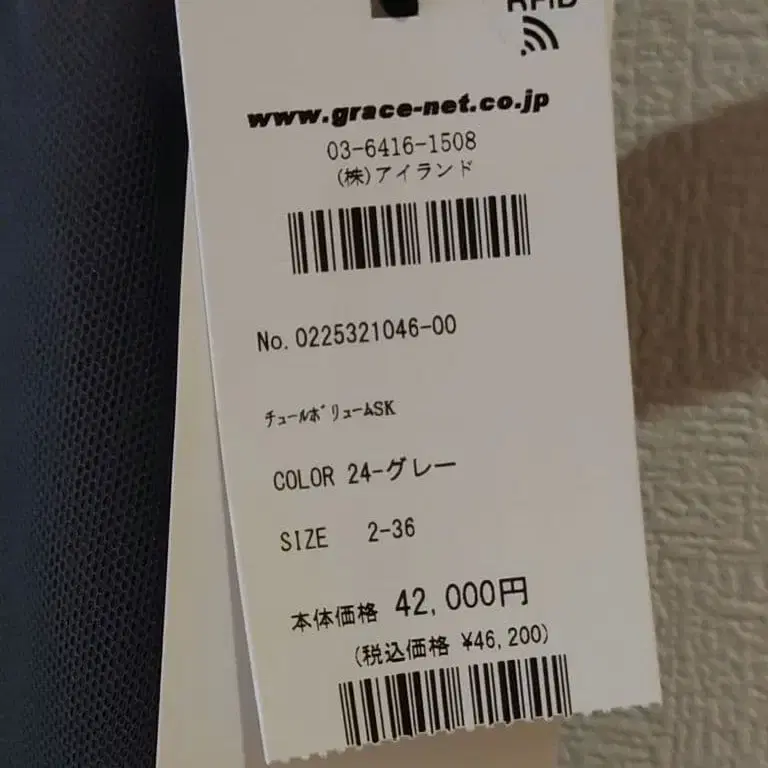 RFID
www.grace-net.co.jp
03-6416-1508
(株)アイランド
No. 0225321046-00
ﾁｭｰﾙﾎﾞﾘｭｰﾑSK
COLOR 24-グレー
SIZE 2-36
本体価格 42,000円
(税込価格 ¥46,200)